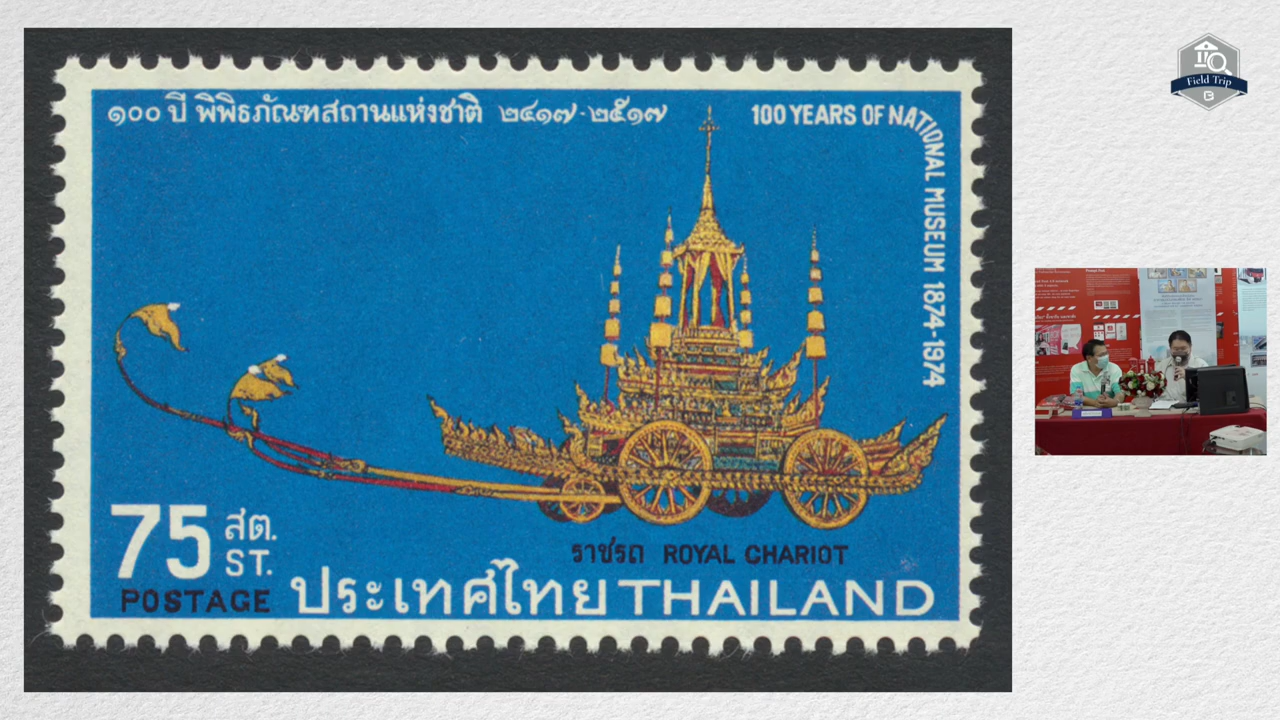 ๑๐๐ ปี พิพิธภัณฑสถานแห่งชาติ ๒๔๑๗-๒๕๑๗
100 YEARS OF NATIONAL MUSEUM 1874-1974
75 สต.
ST.
POSTAGE
ราชรถ ROYAL CHARIOT
ประเทศไทย THAILAND
Field Trip